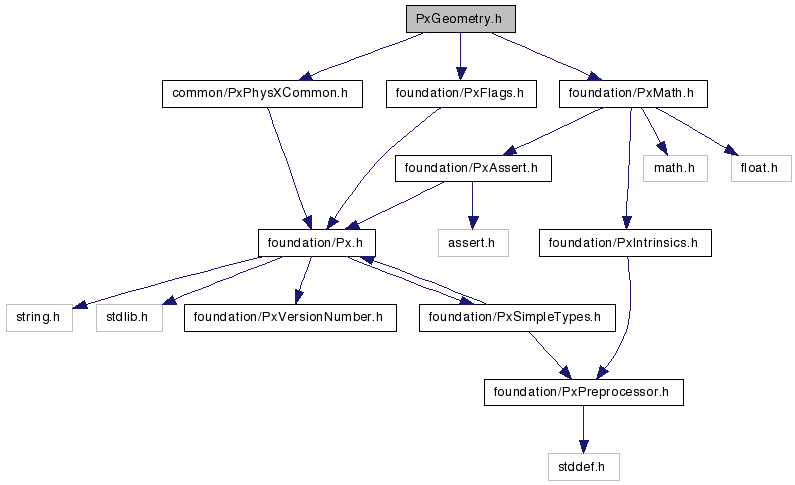 PxGeometry.h
common/PxPhysXCommon.h
foundation/PxFlags.h
foundation/PxMath.h
foundation/PxAssert.h
math.h
float.h
foundation/Px.h
assert.h
foundation/PxIntrinsics.h
string.h
stdlib.h
foundation/PxVersionNumber.h
foundation/PxSimpleTypes.h
foundation/PxPreprocessor.h
stddef.h